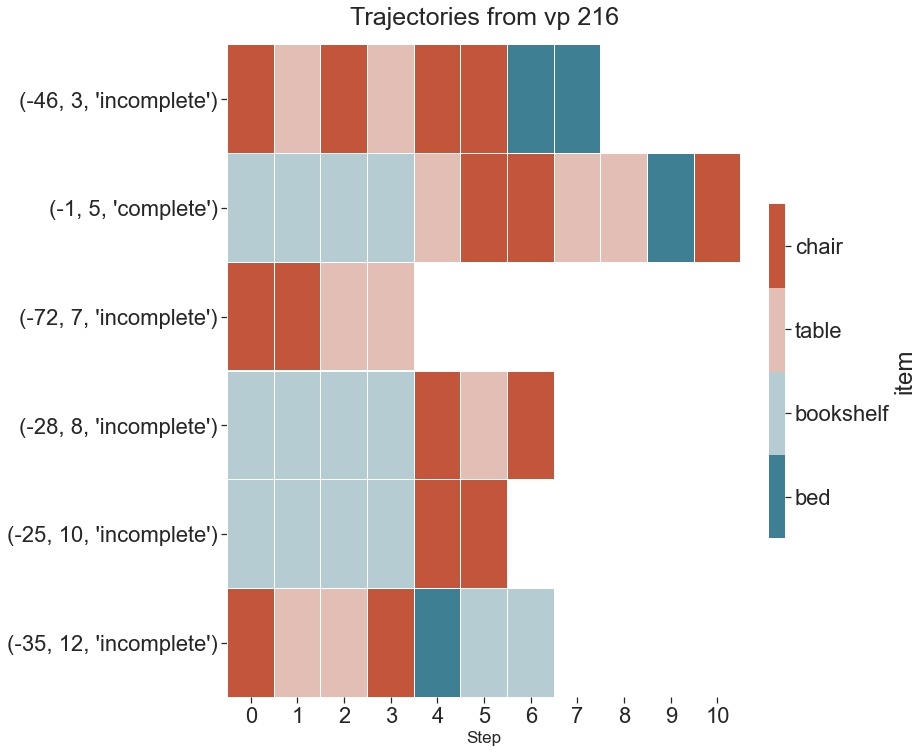 Trajectories from vp 216
(-46, 3, 'incomplete')
(-1, 5, 'complete')
(-72, 7, 'incomplete')
(-28, 8, 'incomplete')
(-25, 10, 'incomplete')
(-35, 12, 'incomplete')
0 1 2 3 4 5 6 7 8 9 10
Step
chair
table
bookshelf
bed
item